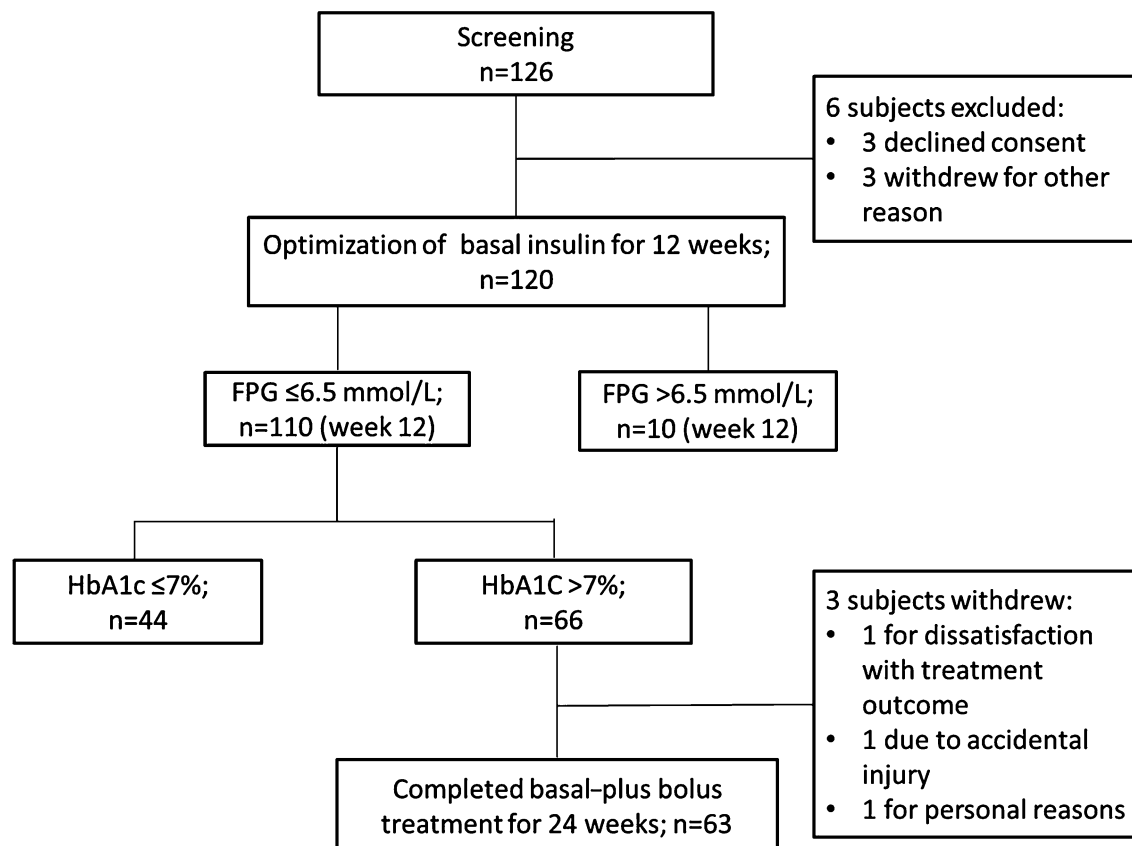 Screening
n=126
6 subjects excluded:
• 3 declined consent
• 3 withdrew for other
reason
Optimization of basal insulin for 12 weeks;
n=120
FPG ≤6.5 mmol/L;
n=110 (week 12)
FPG >6.5 mmol/L;
n=10 (week 12)
HbA1c ≤7%;
n=44
HbA1C >7%;
n=66
3 subjects withdrew:
• 1 for dissatisfaction
with treatment
outcome
• 1 due to accidental
injury
• 1 for personal reasons
Completed basal–plus bolus
treatment for 24 weeks; n=63